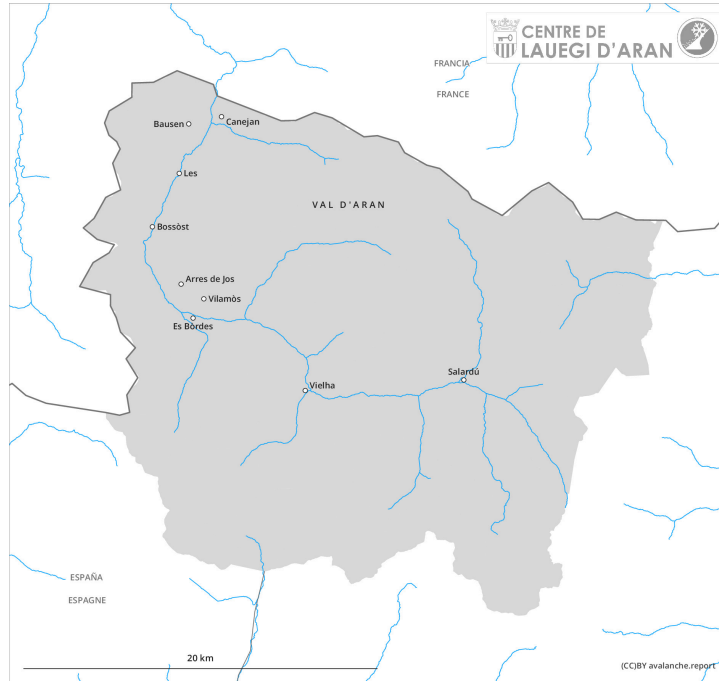 CENTRE DE
LAUEGI D'ARAN
FRANCIA
FRANCE
Bausen
Canejan
Les
VAL D'ARAN
Bossòst
Arres de Jos
Vilamòs
Es Bòrdes
Vielha
Salardú
ESPAÑA
ESPAGNE
20 km
(CC)BY avalanche.report